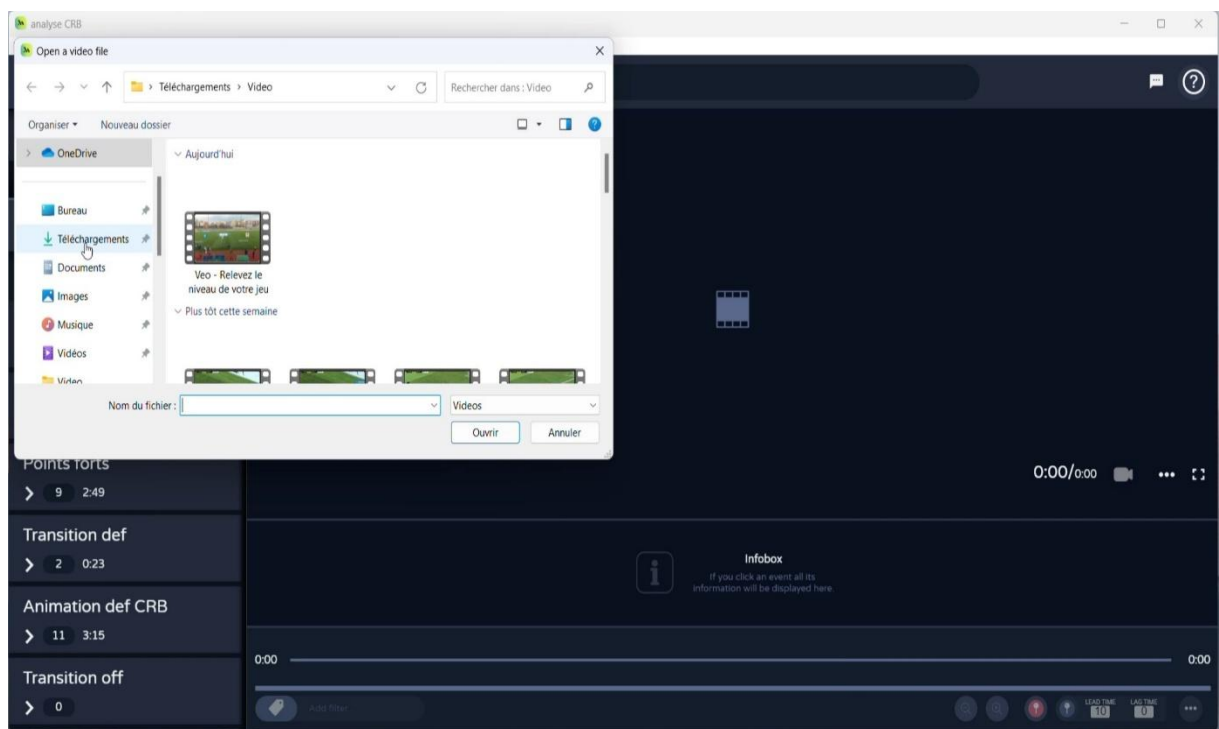 analyse CRB
Open a video file
Téléchargements > Video
Rechercher dans : Video
Organiser
Nouveau dossier
OneDrive
Aujourd'hui
Bureau
Téléchargements
Documents
Images
Musique
Vidéos
Video
Veo - Relevez le
niveau de votre jeu
Plus tôt cette semaine
Nom du fichier :
Videos
Ouvrir
Annuler
Points forts
9 2:49
0:00/0:00
Transition def
2 0:23
Infobox
If you click an event all its
information will be displayed here.
Animation def CRB
11 3:15
0:00
0:00
Transition off
0
Add filter
LEAD TIME
10
LAG TIME
0